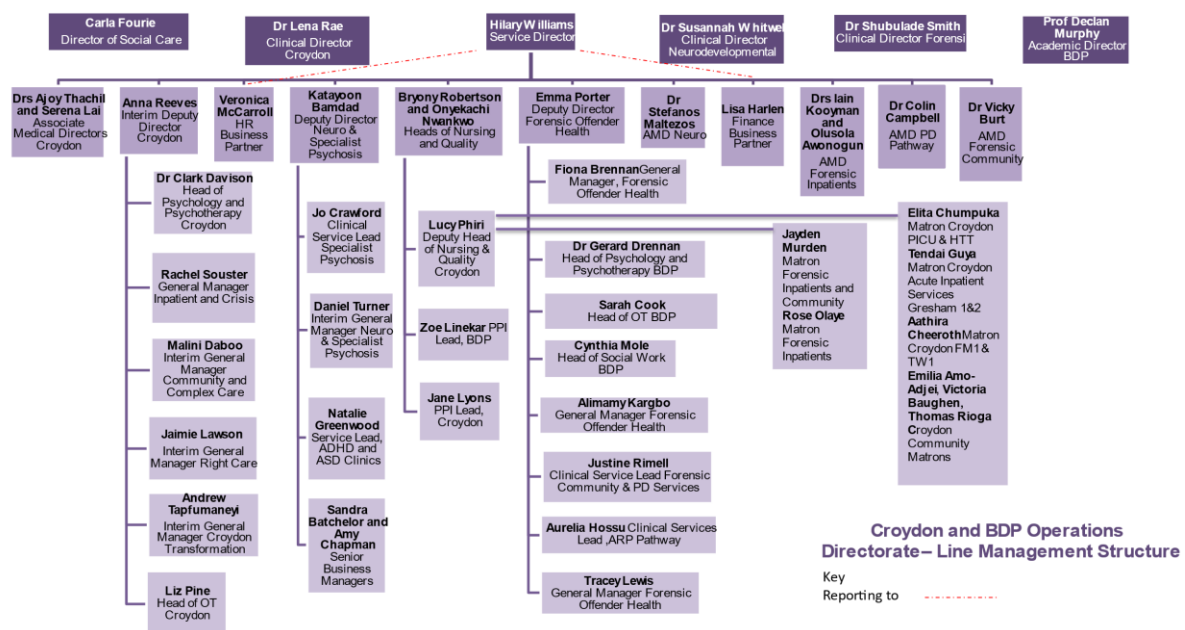 Carla Fourie
Director of Social Care
Dr Lena Rae
Clinical Director
Croydon
Hilary Williams
Service Director
Dr Susannah Whitwel
Clinical Director
Neurodevelopmental
Dr Shubulade Smith
Clinical Director Forensi
Prof Declan
Murphy
Academic Director
BDP
Drs Ajoy Thachil
and Serena Lai
Associate
Medical Directors
Croydon
Anna Reeves
Interim Deputy
Director
Croydon
Veronica
McCarroll
HR
Business
Partner
Katayoon
Bamdad
Deputy Director
Neuro &
Specialist
Psychosis
Bryony Robertson
and Onyekachi
Nwankwo
Heads of Nursing
and Quality
Emma Porter
Deputy Director
Forensic Offender
Health
Dr
Stefanos
Maltezos
AMD Neuro
Lisa Harlen
Finance
Business
Partner
Drs Iain
Kooyman and
Olusola
Awonogun
AMD
Forensic
Inpatients
Dr Colin
Campbell
AMD PD
Pathway
Dr Vicky
Burt
AMD
Forensic
Community
Dr Clark Davison
Head of
Psychology and
Psychotherapy
Croydon
Rachel Souster
General Manager
Inpatient and Crisis
Malini Daboo
Interim General
Manager
Community and
Complex Care
Jaimie Lawson
Interim General
Manager Right Care
Andrew
Tapfumaneyi
Interim General
Manager Croydon
Transformation
Liz Pine
Head of OT
Croydon
Jo Crawford
Clinical
Service Lead
Specialist
Psychosis
Daniel Turner
Interim General
Manager Neuro
& Specialist
Psychosis
Natalie
Greenwood
Service Lead,
ADHD and
ASD Clinics
Sandra
Batchelor and
Amy
Chapman
Senior
Business
Managers
Lucy Phiri
Deputy Head
of Nursing &
Quality
Croydon
Zoe Linekar PPI
Lead, BDP
Jane Lyons
PPI Lead,
Croydon
Fiona Brennan General
Manager, Forensic
Offender Health
Dr Gerard Drennan
Head of Psychology and
Psychotherapy BDP
Sarah Cook
Head of OT BDP
Cynthia Mole
Head of Social Work
BDP
Alimamy Kargbo
General Manager Forensic
Offender Health
Justine Rimell
Clinical Service Lead Forensic
Community & PD Services
Aurelia Hossu Clinical Services
Lead ,ARP Pathway
Tracey Lewis
General Manager Forensic
Offender Health
Jayden
Murden
Matron
Forensic
Inpatients and
Community
Rose Olaye
Matron
Forensic
Inpatients
Elita Chumpuka
Matron Croydon
PICU & HTT
Tendai Guya
Matron Croydon
Acute Inpatient
Services
Gresham 1&2
Aathira
Cheeroth Matron
Croydon FM1 &
TW1
Emilia Amo-
Adjei, Victoria
Baughen,
Thomas Rioga
Croydon
Community
Matrons
Croydon and BDP Operations
Directorate – Line Management Structure
Key
Reporting to